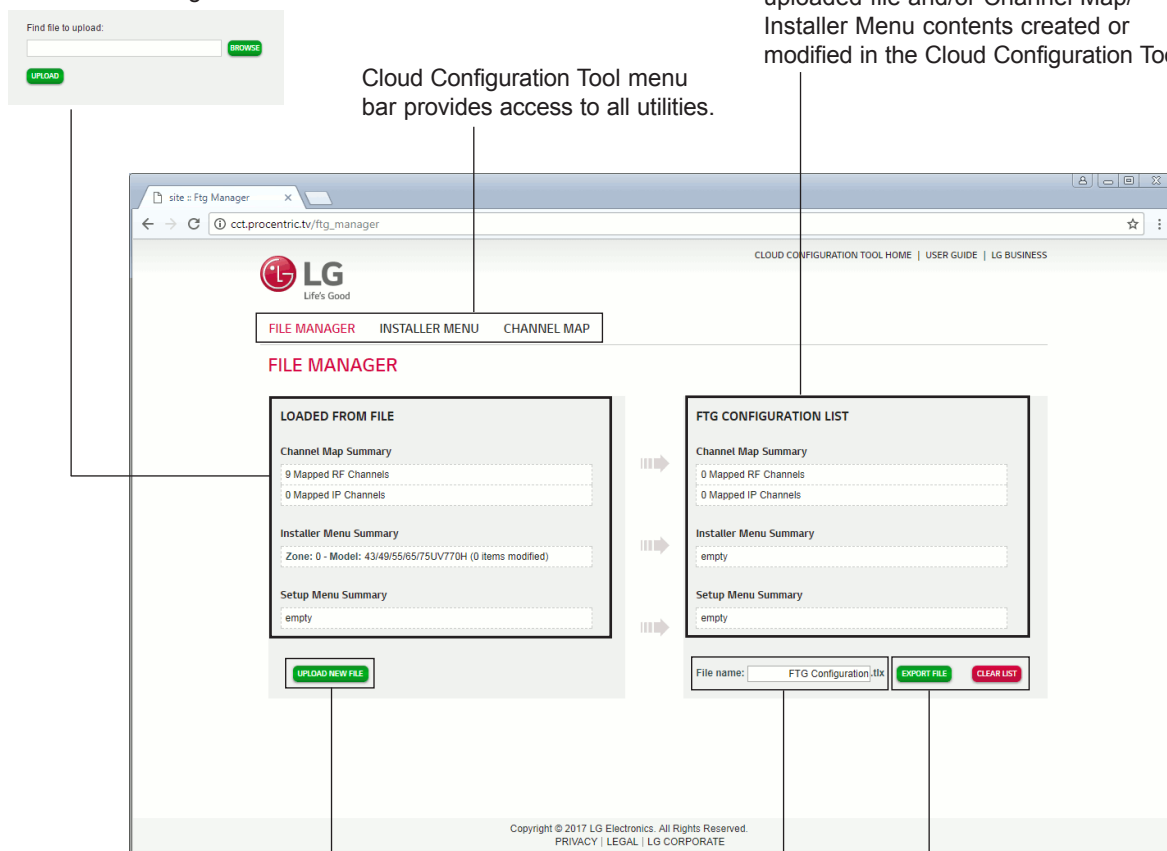 Find file to upload:
BROWSE
UPLOAD
uploaded file and/or Channel Map/
Installer Menu contents created or
modified in the Cloud Configuration
Cloud Configuration Tool menu
bar provides access to all utilities.
site :: Ftg Manager
cct.procentric.tv/ftg_manager
CLOUD CONFIGURATION TOOL HOME | USER GUIDE | LG BUSINESS
LG
Life's Good
FILE MANAGER INSTALLER MENU CHANNEL MAP
FILE MANAGER
LOADED FROM FILE
Channel Map Summary
9 Mapped RF Channels
0 Mapped IP Channels
Installer Menu Summary
Zone: 0 - Model: 43/49/55/65/75UV770H (0 items modified)
Setup Menu Summary
empty
UPLOAD NEW FILE
FTG CONFIGURATION LIST
Channel Map Summary
0 Mapped RF Channels
0 Mapped IP Channels
Installer Menu Summary
empty
Setup Menu Summary
empty
File name: FTG Configuration .tlx EXPORT FILE CLEAR LIST
Copyright © 2017 LG Electronics. All Rights Reserved.
PRIVACY | LEGAL | LG CORPORATE